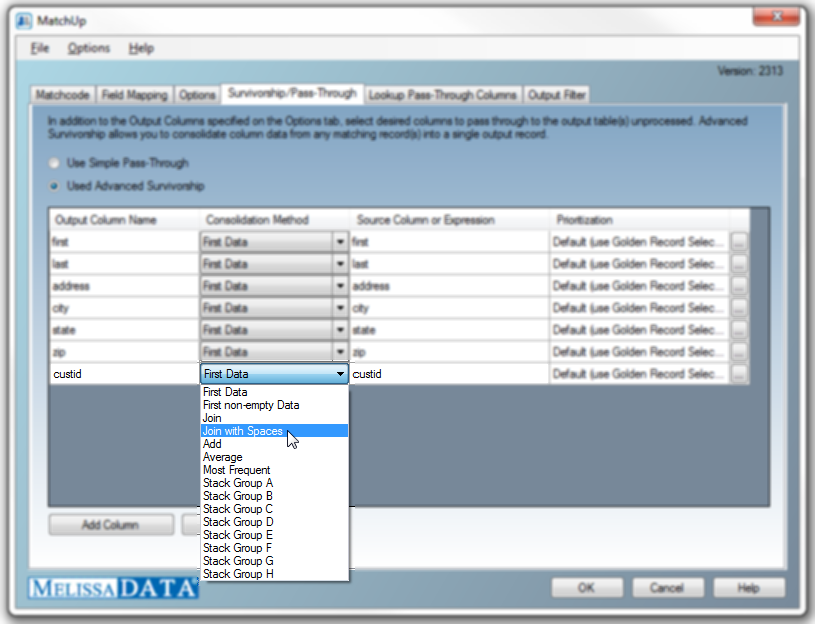 MatchUp
File Options Help
Version: 2313
Matchcode Field Mapping Options Survivorship/Pass-Through Lookup Pass-Through Columns Output Filter
In addition to the Output Columns specified on the Options tab, select desired columns to pass through to the output table(s) unprocessed. Advanced
Survivorship allows you to consolidate column data from any matching record(s) into a single output record.
Use Simple Pass-Through
Used Advanced Survivorship
Output Column Name Consolidation Method Source Column or Expression Prioritization
first First Data first Default (use Golden Record Selec... ...
last First Data last Default (use Golden Record Selec... ...
address First Data address Default (use Golden Record Selec... ...
city First Data city Default (use Golden Record Selec... ...
state First Data state Default (use Golden Record Selec... ...
zip First Data zip Default (use Golden Record Selec... ...
custid First Data custid Default (use Golden Record Selec... ...
First Data
First non-empty Data
Join
Join with Spaces
Add
Average
Most Frequent
Stack Group A
Stack Group B
Stack Group C
Stack Group D
Stack Group E
Stack Group F
Stack Group G
Stack Group H
Add Column
MELISSA DATA®
OK Cancel Help